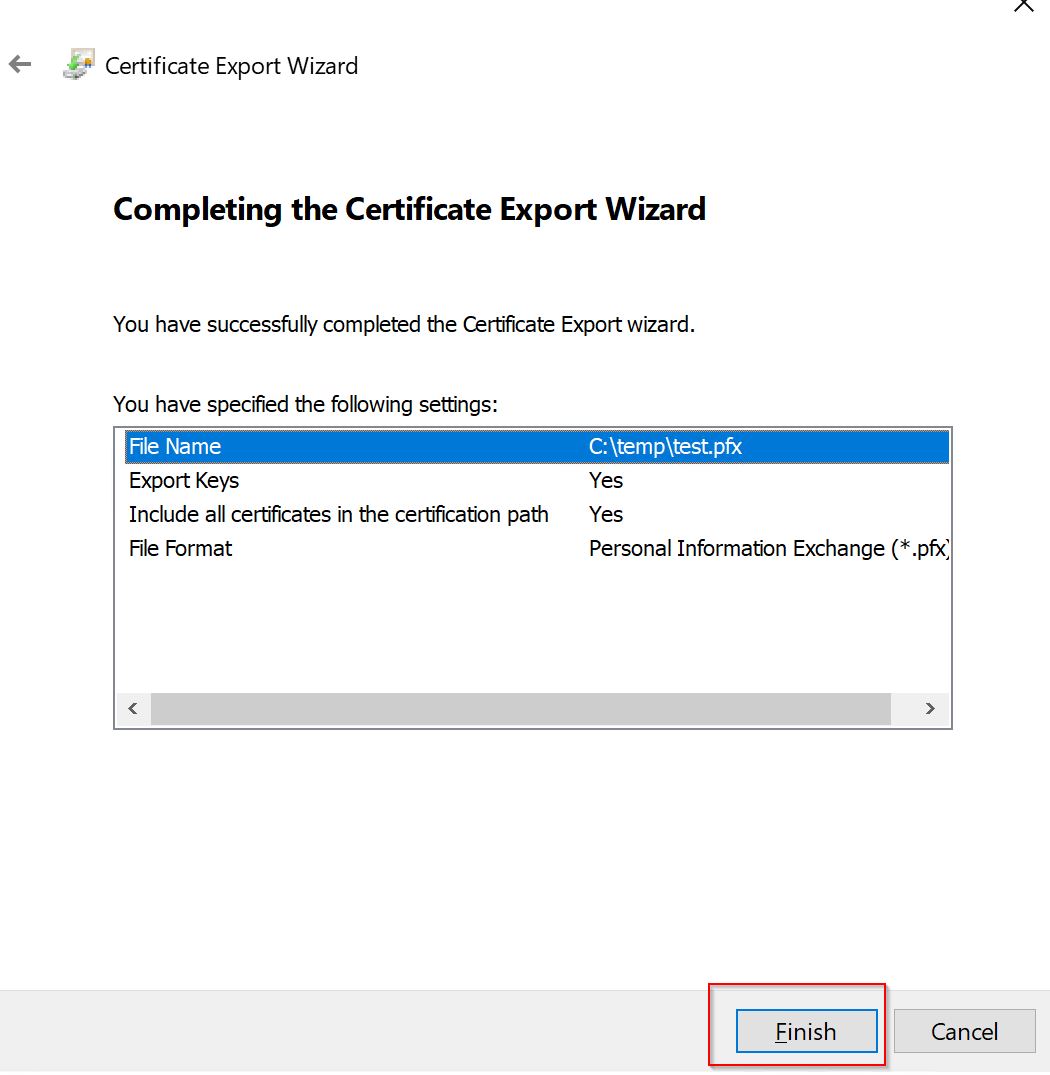 Certificate Export Wizard
Completing the Certificate Export Wizard
You have successfully completed the Certificate Export wizard.
You have specified the following settings:
File Name C:\temp\test.pfx
Export Keys Yes
Include all certificates in the certification path Yes
File Format Personal Information Exchange (*.pfx)
Finish Cancel